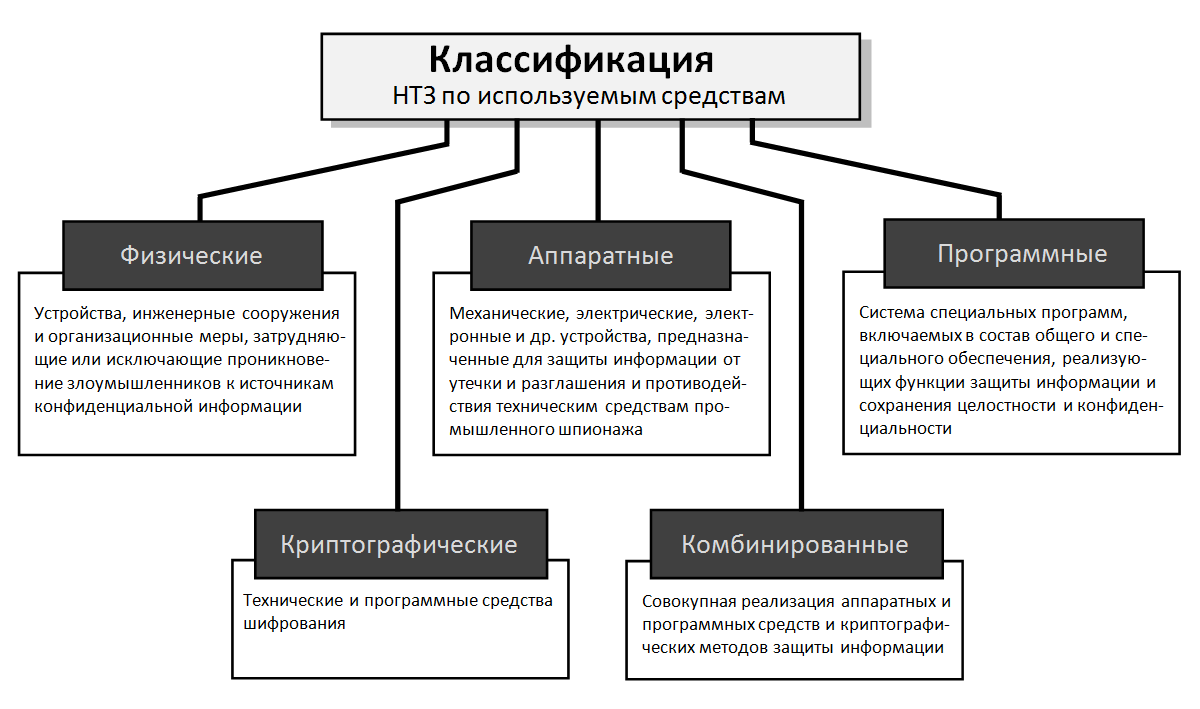 Классификация
НТЗ по используемым средствам
Физические
Устройства, инженерные сооружения
и организационные меры, затрудняю-
щие или исключающие проникнове-
ние злоумышленников к источникам
конфиденциальной информации
Аппаратные
Механические, электрические, элект-
ронные и др. устройства, предназна-
ченные для защиты информации от
утечки и разглашения и противодей-
ствия техническим средствам про-
мышленного шпионажа
Программные
Система специальных программ,
включаемых в состав общего и спе-
циального обеспечения, реализую-
щих функции защиты информации и
сохранения целостности и конфиден-
циальности
Криптографические
Технические и программные средства
шифрования
Комбинированные
Совокупная реализация аппаратных и
программных средств и криптографи-
ческих методов защиты информации